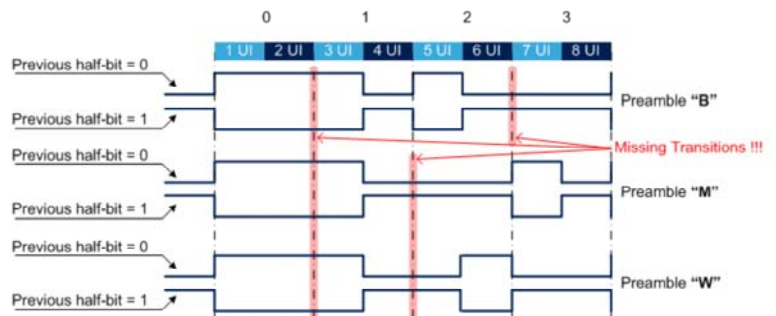 0 1 2 3
1 UI 2 UI 3 UI 4 UI 5 UI 6 UI 7 UI 8 UI
Previous half-bit = 0
Preamble “B”
Previous half-bit = 1
Missing Transitions !!!
Previous half-bit = 0
Preamble “M”
Previous half-bit = 1
Previous half-bit = 0
Preamble “W”
Previous half-bit = 1